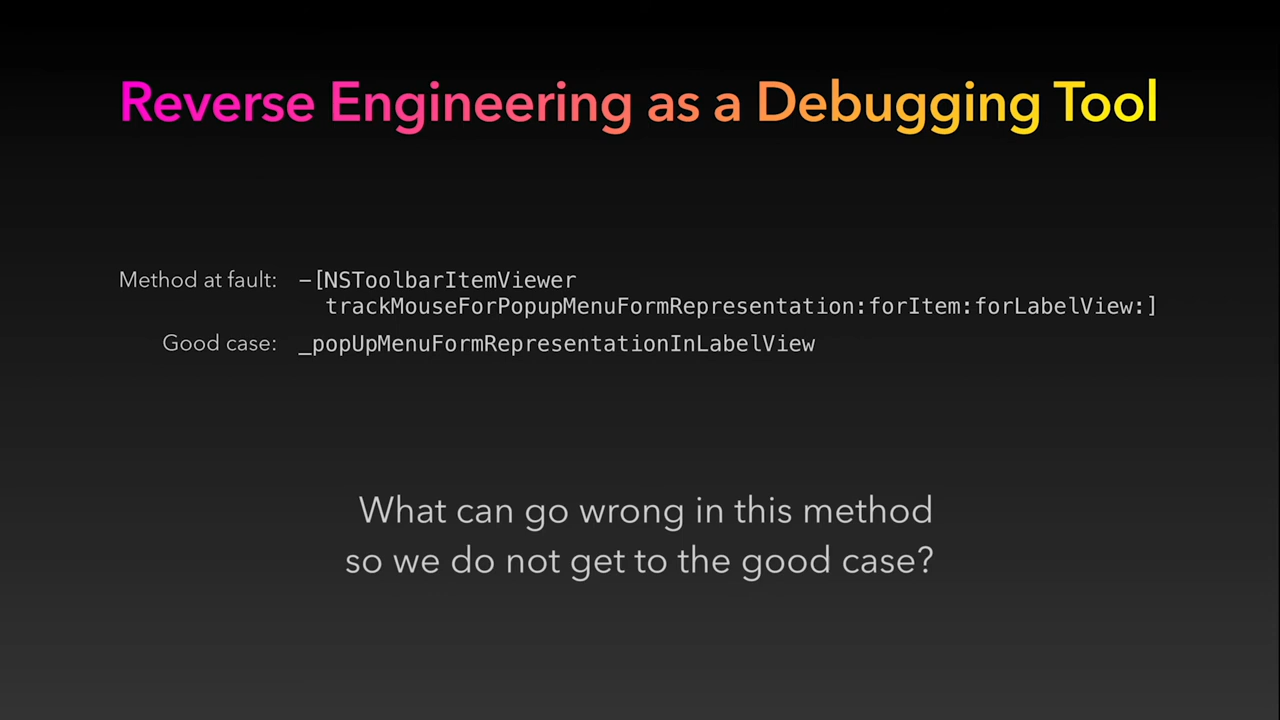 Reverse Engineering as a Debugging Tool
Method at fault: -[NSToolbarItemViewer
trackMouseForPopupMenuFormRepresentation:forItem:forLabelView:]
Good case: _popUpMenuFormRepresentationInLabelView
What can go wrong in this method
so we do not get to the good case?